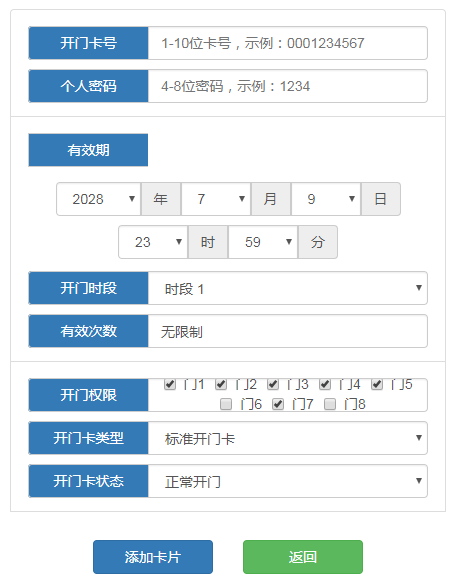 开门卡号 1-10位卡号，示例：0001234567
个人密码 4-8位密码，示例：1234
有效期
2028 年 7 月 9 日
23 时 59 分
开门时段 时段 1
有效次数 无限制
开门权限 门1 门2 门3 门4 门5
门6 门7 门8
开门卡类型 标准开门卡
开门卡状态 正常开门
添加卡片 返回